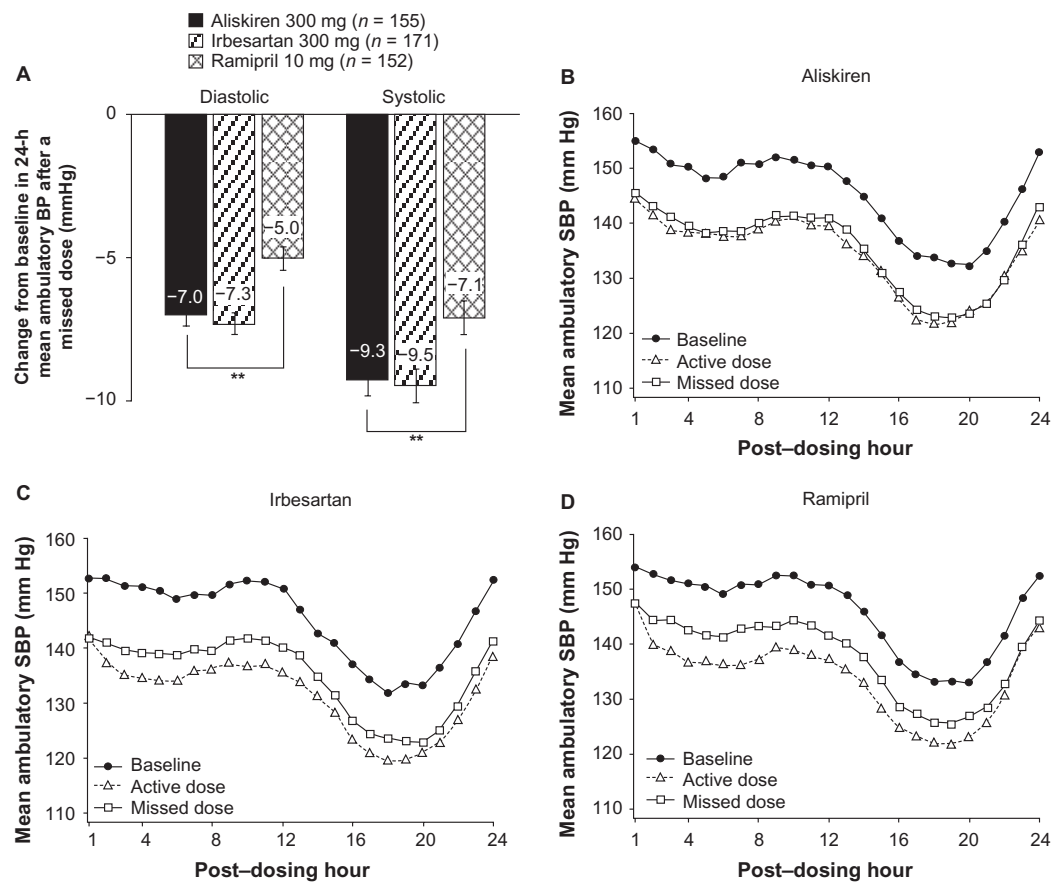 Aliskiren 300 mg (n = 155)
Irbesartan 300 mg (n = 171)
Ramipril 10 mg (n = 152)
A
Diastolic
Systolic
Change from baseline in 24-h
mean ambulatory BP after a
missed dose (mmHg)
0
−5
−10
−7.0
−7.3
−5.0
−9.3
−9.5
−7.1
**
**
B
Aliskiren
Mean ambulatory SBP (mm Hg)
160
150
140
130
120
110
Baseline
Active dose
Missed dose
1 4 8 12 16 20 24
Post–dosing hour
C
Irbesartan
Mean ambulatory SBP (mm Hg)
160
150
140
130
120
110
Baseline
Active dose
Missed dose
1 4 8 12 16 20 24
Post–dosing hour
D
Ramipril
Mean ambulatory SBP (mm Hg)
160
150
140
130
120
110
Baseline
Active dose
Missed dose
1 4 8 12 16 20 24
Post–dosing hour